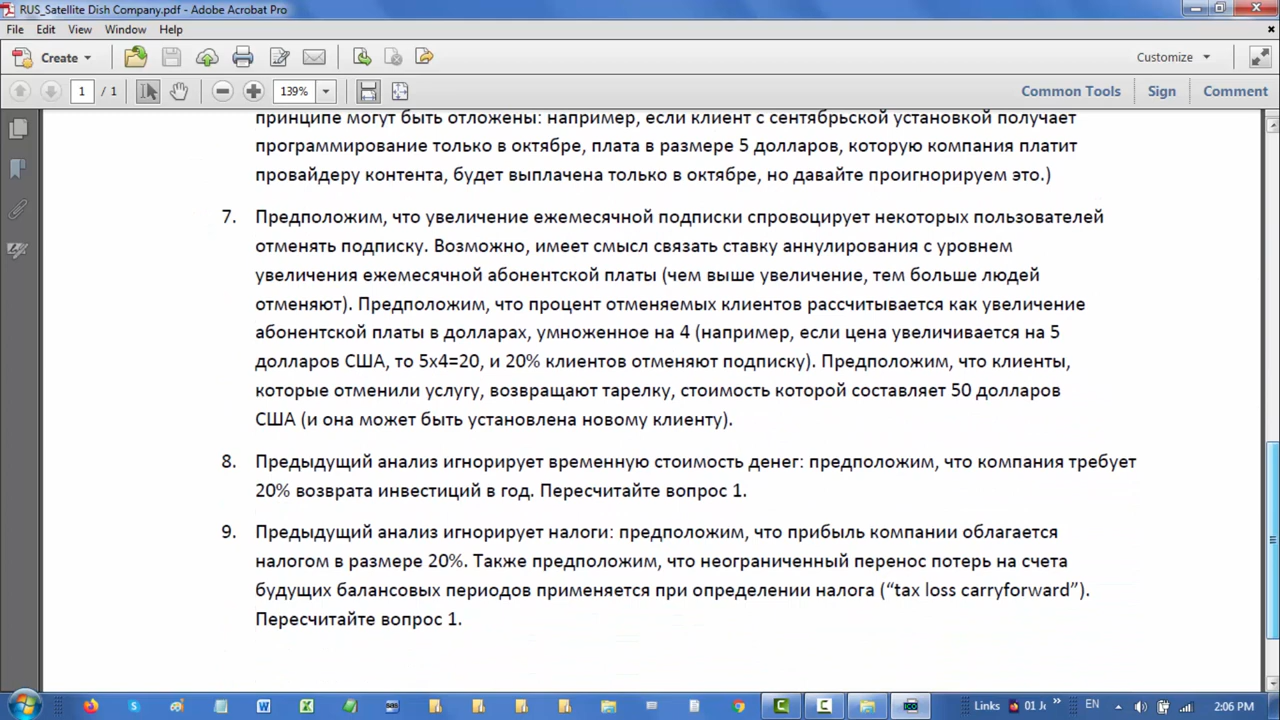 RUS_Satellite Dish Company.pdf - Adobe Acrobat Pro
File Edit View Window Help
Create Customize
1 / 1 139% Common Tools Sign Comment
принципе могут быть отложены: например, если клиент с сентябрьской установкой получает
программирование только в октябре, плата в размере 5 долларов, которую компания платит
провайдеру контента, будет выплачена только в октябре, но давайте проигнорируем это.)
7. Предположим, что увеличение ежемесячной подписки спровоцирует некоторых пользователей
отменять подписку. Возможно, имеет смысл связать ставку аннулирования с уровнем
увеличения ежемесячной абонентской платы (чем выше увеличение, тем больше людей
отменяют). Предположим, что процент отменяемых клиентов рассчитывается как увеличение
абонентской платы в долларах, умноженное на 4 (например, если цена увеличивается на 5
долларов США, то 5x4=20, и 20% клиентов отменяют подписку). Предположим, что клиенты,
которые отменили услугу, возвращают тарелку, стоимость которой составляет 50 долларов
США (и она может быть установлена новому клиенту).
8. Предыдущий анализ игнорирует временную стоимость денег: предположим, что компания требует
20% возврата инвестиций в год. Пересчитайте вопрос 1.
9. Предыдущий анализ игнорирует налоги: предположим, что прибыль компании облагается
налогом в размере 20%. Также предположим, что неограниченный перенос потерь на счета
будущих балансовых периодов применяется при определении налога (“tax loss carryforward”).
Пересчитайте вопрос 1.
Links 01 Jo » EN 2:06 PM